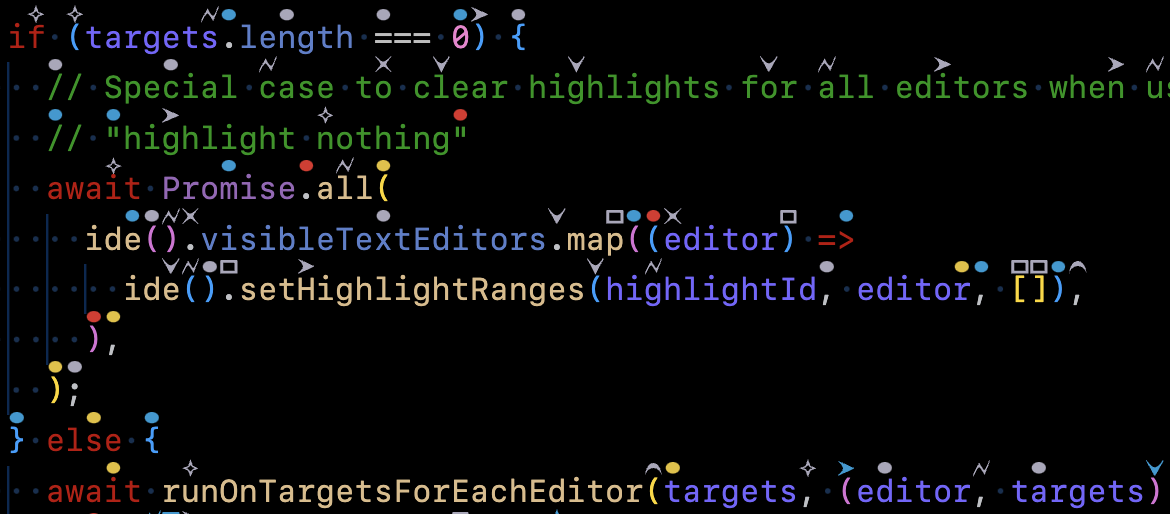 if (targets.length === 0) {
// Special case to clear highlights for all editors when us
// "highlight nothing"
await Promise.all(
ide().visibleTextEditors.map((editor) =>
ide().setHighlightRanges(highlightId, editor, []),
),
);
} else {
await runOnTargetsForEachEditor(targets, (editor, targets)